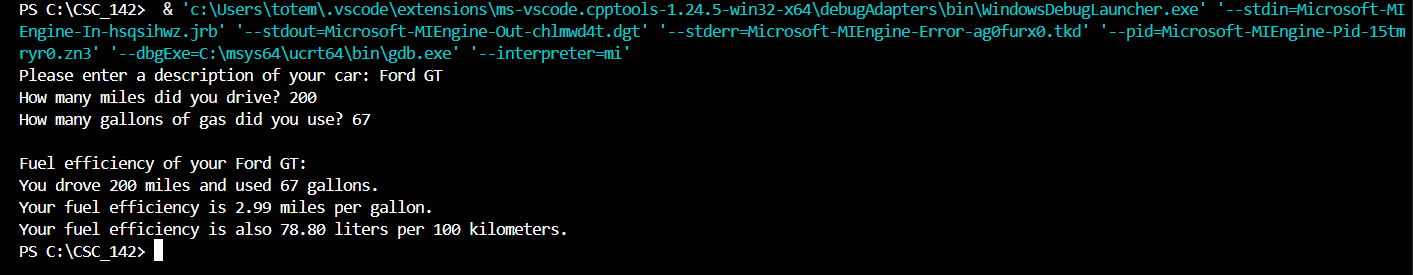 PS C:\CSC_142>  & 'c:\Users\totem\.vscode\extensions\ms-vscode.cpptools-1.24.5-win32-x64\debugAdapters\bin\WindowsDebugLauncher.exe' '--stdin=Microsoft-MI
Engine-In-hsqsihwz.jrb' '--stdout=Microsoft-MIEngine-Out-chlmwd4t.dgt' '--stderr=Microsoft-MIEngine-Error-ag0furx0.tkd' '--pid=Microsoft-MIEngine-Pid-15tm
ryr0.zn3' '--dbgExe=C:\msys64\ucrt64\bin\gdb.exe' '--interpreter=mi'
Please enter a description of your car: Ford GT
How many miles did you drive? 200
How many gallons of gas did you use? 67

Fuel efficiency of your Ford GT:
You drove 200 miles and used 67 gallons.
Your fuel efficiency is 2.99 miles per gallon.
Your fuel efficiency is also 78.80 liters per 100 kilometers.
PS C:\CSC_142>